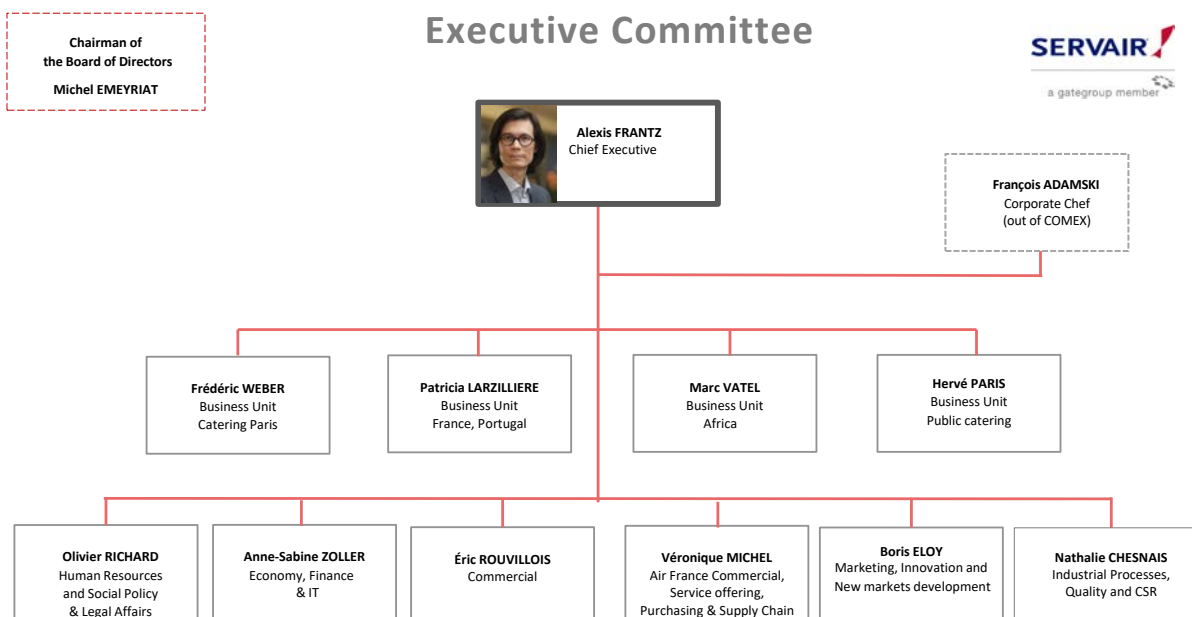 Executive Committee
Chairman of
the Board of Directors
Michel EMEYRIAT
SERVAIR
a gategroup member
Alexis FRANTZ
Chief Executive
François ADAMSKI
Corporate Chef
(out of COMEX)
Frédéric WEBER
Business Unit
Catering Paris
Patricia LARZILLIERE
Business Unit
France, Portugal
Marc VATEL
Business Unit
Africa
Hervé PARIS
Business Unit
Public catering
Olivier RICHARD
Human Resources
and Social Policy
& Legal Affairs
Anne-Sabine ZOLLER
Economy, Finance
& IT
Éric ROUVILLOIS
Commercial
Véronique MICHEL
Air France Commercial,
Service offering,
Purchasing & Supply Chain
Boris ELOY
Marketing, Innovation and
New markets development
Nathalie CHESNAIS
Industrial Processes,
Quality and CSR